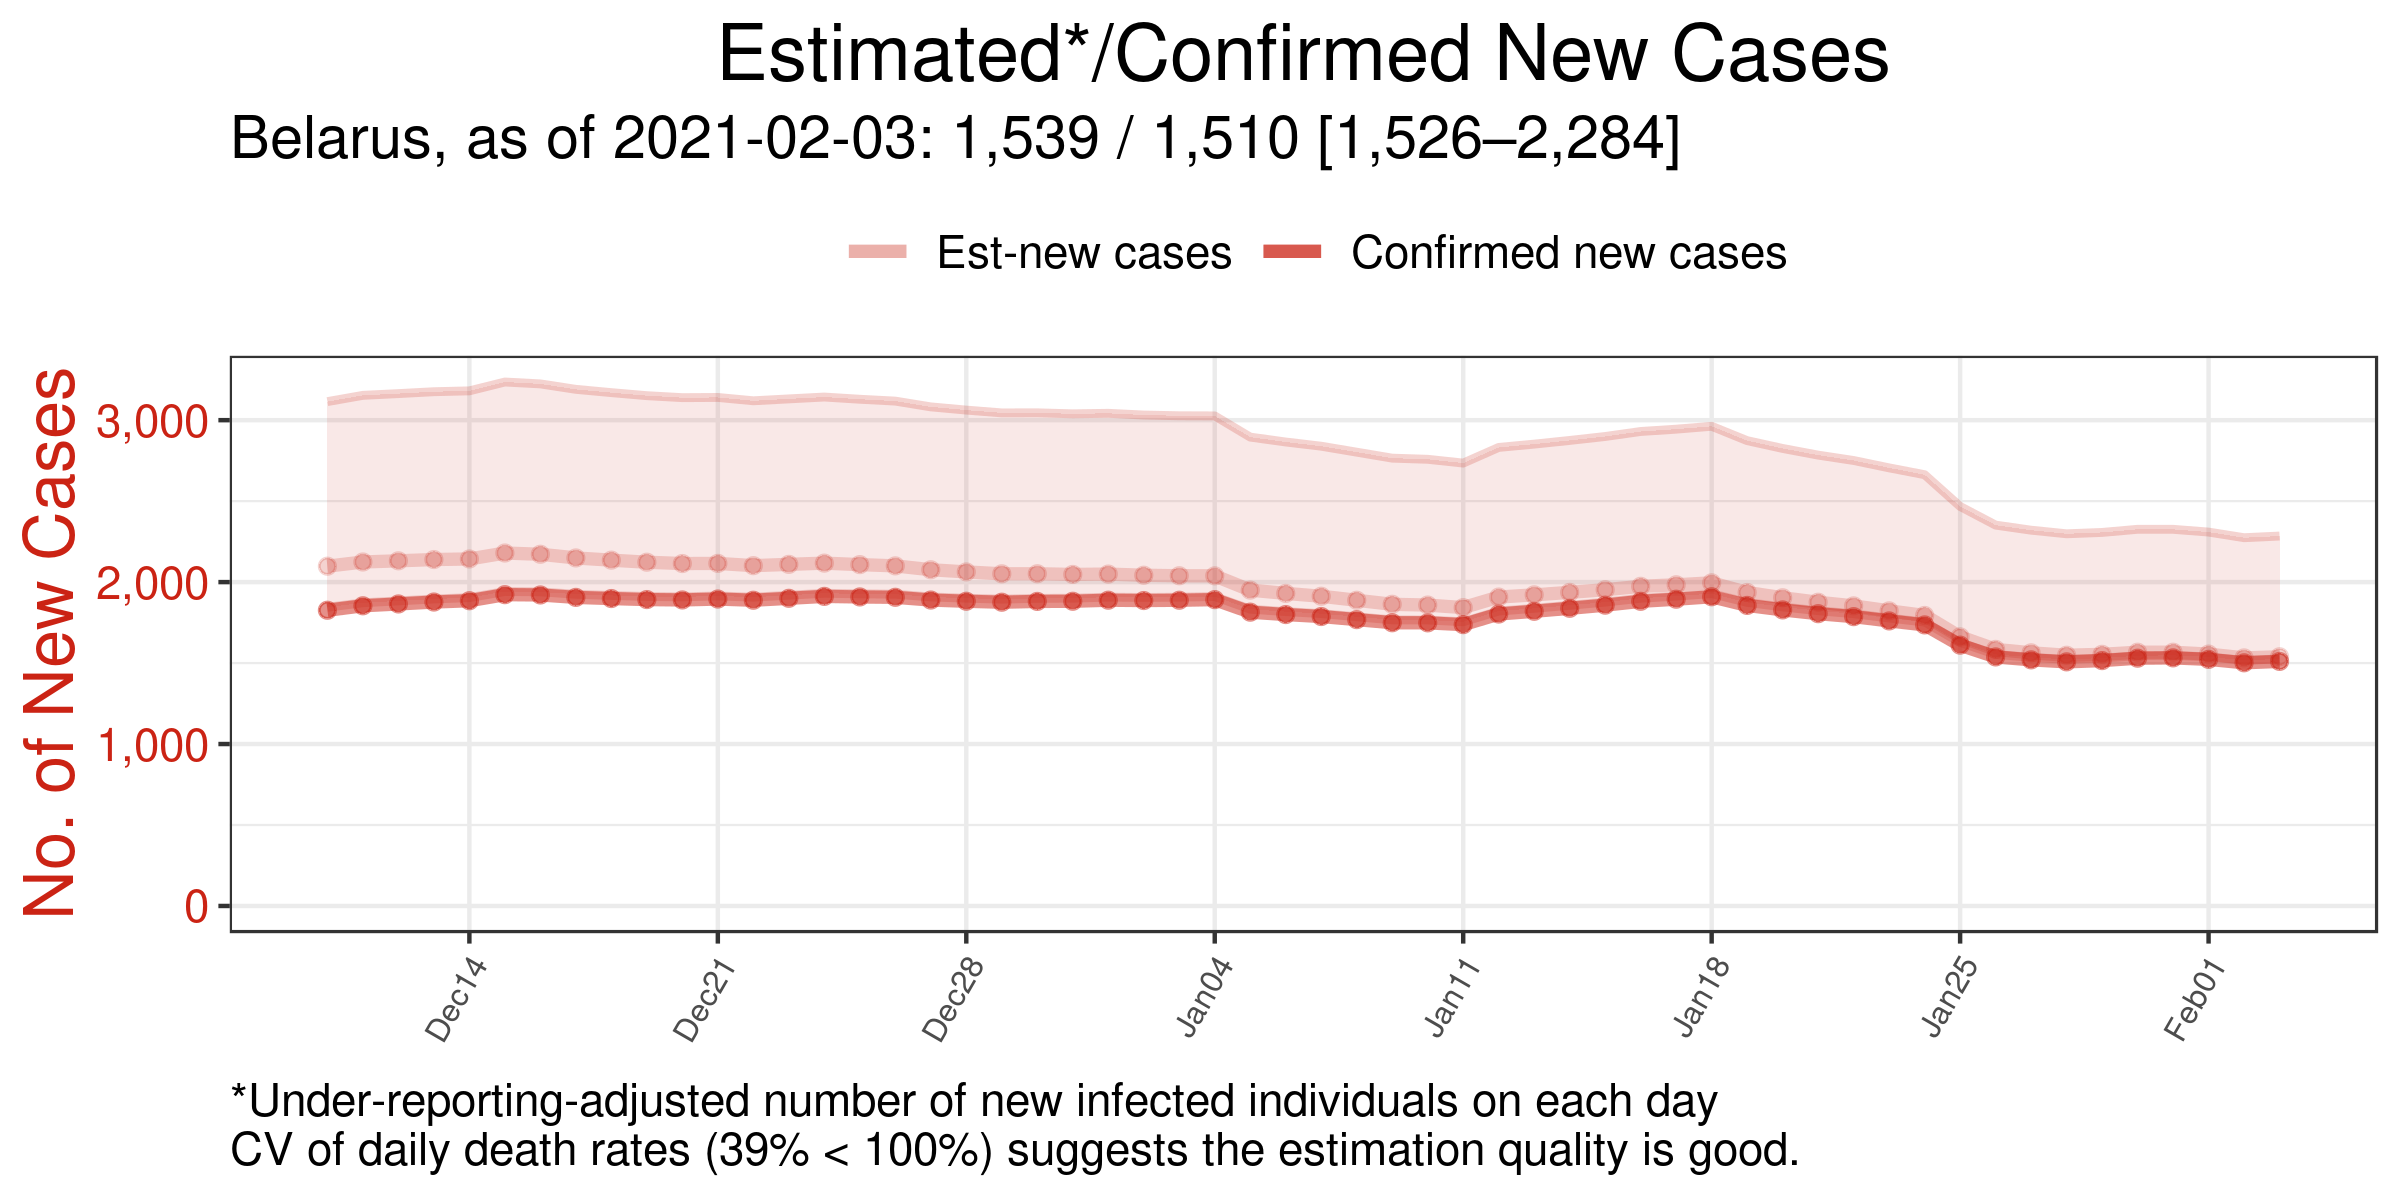 Estimated*/Confirmed New Cases
Belarus, as of 2021-02-03: 1,539 / 1,510 [1,526–2,284]
Est-new cases Confirmed new cases
No. of New Cases
3,000
2,000
1,000
0
Dec14 Dec21 Dec28 Jan04 Jan11 Jan18 Jan25 Feb01
*Under-reporting-adjusted number of new infected individuals on each day
CV of daily death rates (39% < 100%) suggests the estimation quality is good.